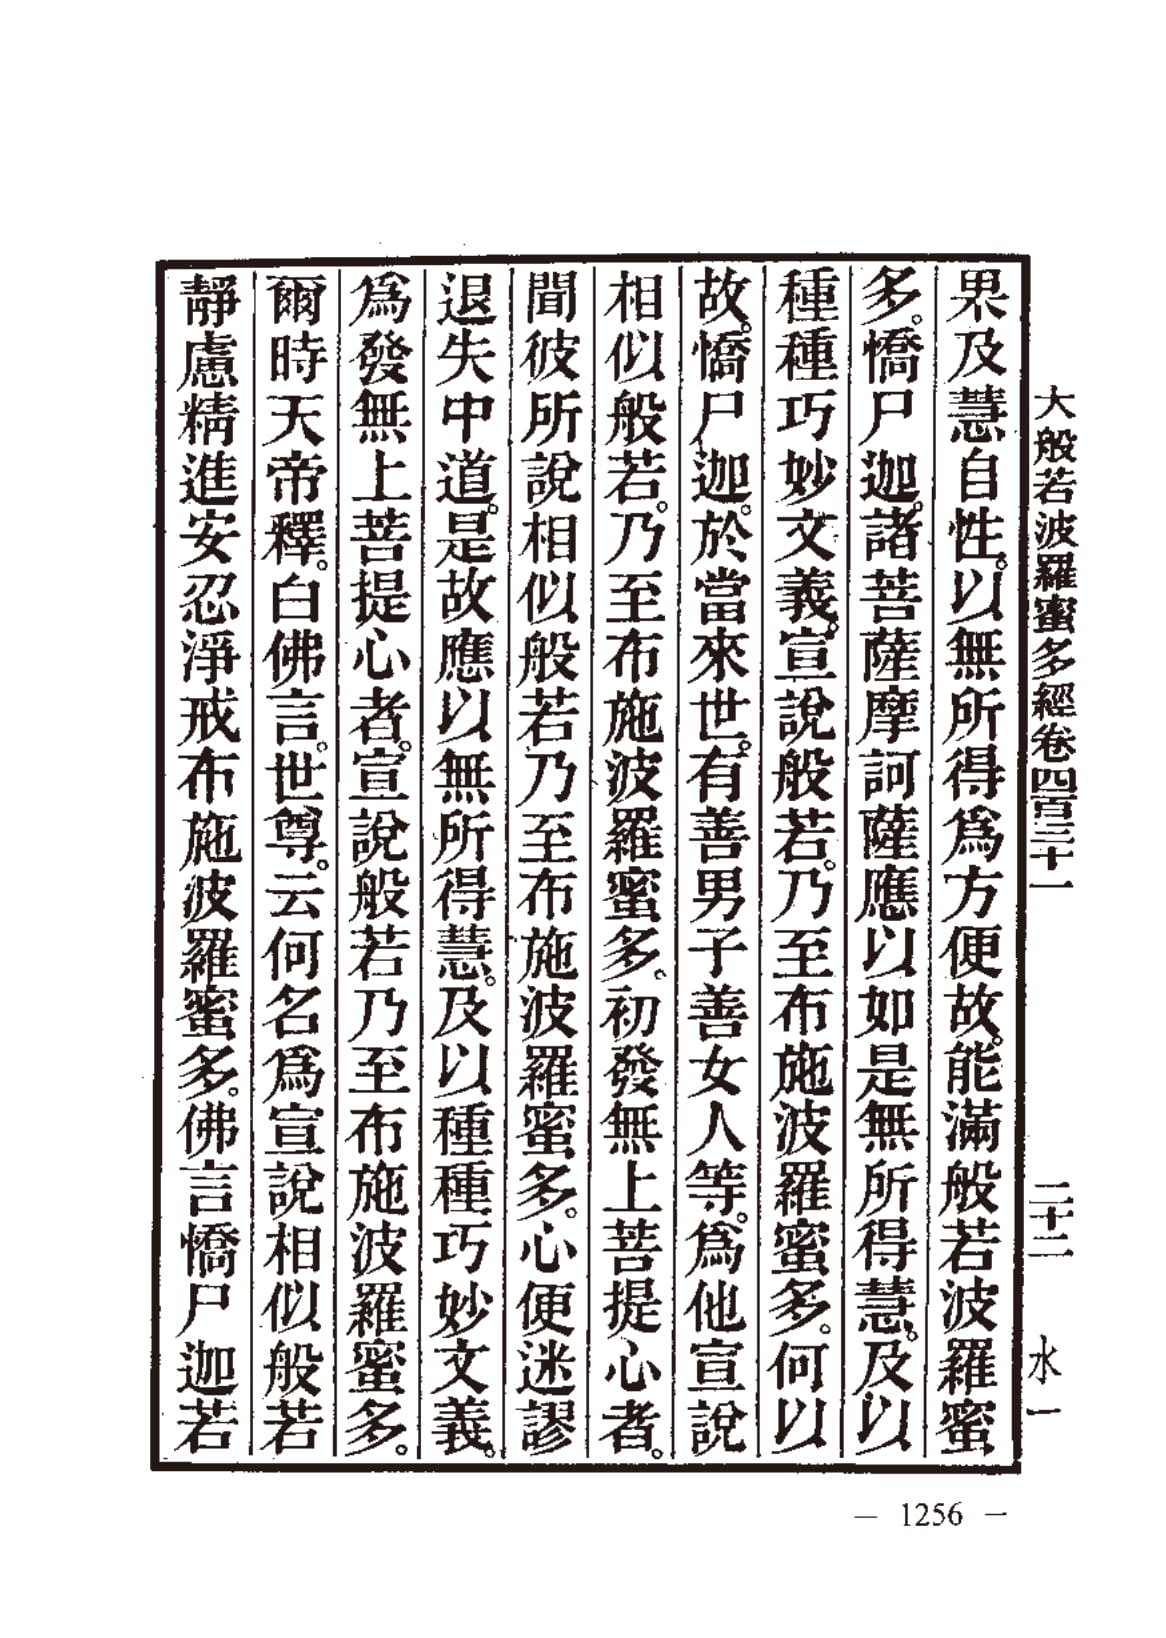 大般若波羅蜜多經卷四百三十一 二十二 水一
果及慧自性。以無所得爲方便故。能滿般若波羅蜜
多。憍尸迦。諸菩薩摩訶薩應以如是無所得慧。及以
種種巧妙文義。宣說般若。乃至布施波羅蜜多。何以
故。憍尸迦。於當來世。有善男子善女人等。爲他宣說
相似般若。乃至布施波羅蜜多。初發無上菩提心者。
聞彼所說相似般若乃至布施波羅蜜多。心便迷謬
退失中道。是故應以無所得慧。及以種種巧妙文義。
爲發無上菩提心者。宣說般若乃至布施波羅蜜多。
爾時天帝釋。白佛言。世尊。云何名爲宣說相似般若
靜慮精進安忍淨戒布施波羅蜜多。佛言憍尸迦若
— 1256 —